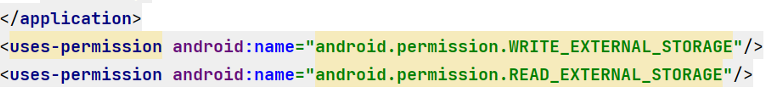 </application>
<uses-permission android:name="android.permission.WRITE_EXTERNAL_STORAGE"/>
<uses-permission android:name="android.permission.READ_EXTERNAL_STORAGE"/>